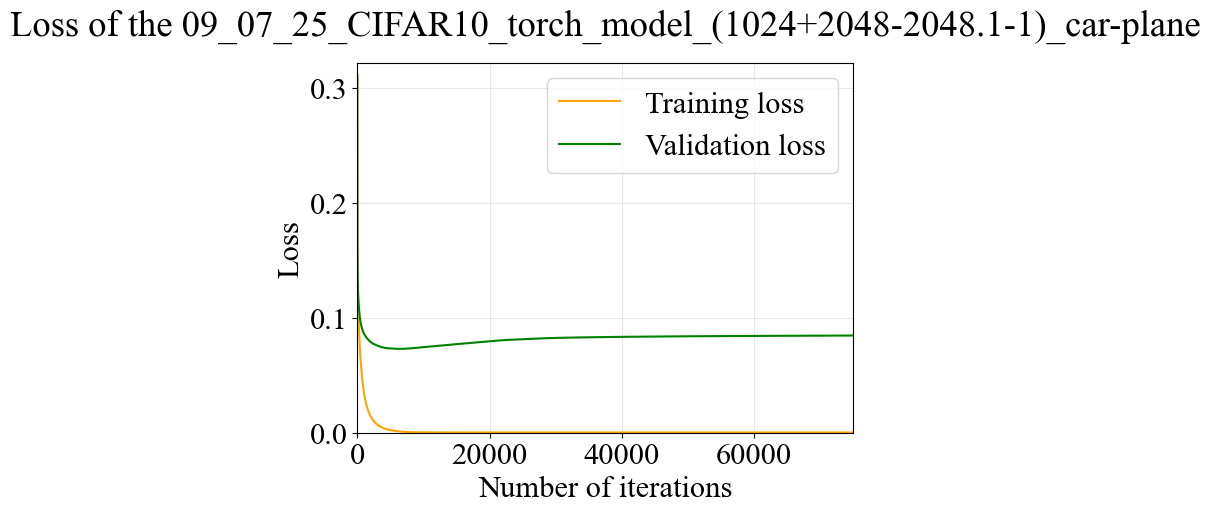 Loss of the 09_07_25_CIFAR10_torch_model_(1024+2048-2048.1-1)_car-plane
0.3
0.2
0.1
0.0
Loss
Training loss
Validation loss
0
20000
40000
60000
Number of iterations